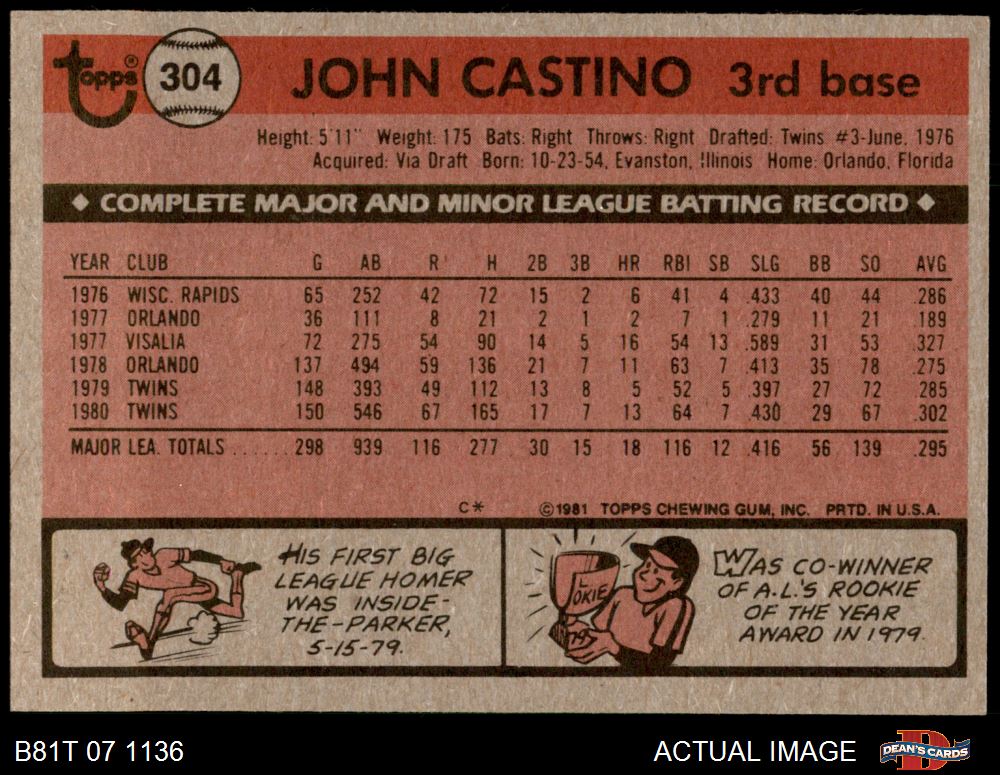 Topps® 304 JOHN CASTINO 3rd base
Height: 5'11" Weight: 175 Bats: Right Throws: Right Drafted: Twins #3-June, 1976
Acquired: Via Draft Born: 10-23-54, Evanston, Illinois Home: Orlando, Florida
◆ COMPLETE MAJOR AND MINOR LEAGUE BATTING RECORD ◆
YEAR CLUB G AB R H 2B 3B HR RBI SB SLG BB SO AVG
1976 WISC. RAPIDS 65 252 42 72 15 2 6 41 4 .433 40 44 .286
1977 ORLANDO 36 111 8 21 2 1 2 7 1 .279 11 21 .189
1977 VISALIA 72 275 54 90 14 5 16 54 13 .589 31 53 .327
1978 ORLANDO 137 494 59 136 21 7 11 63 7 .413 35 78 .275
1979 TWINS 148 393 49 112 13 8 5 52 5 .397 27 72 .285
1980 TWINS 150 546 67 165 17 7 13 64 7 .430 29 67 .302
MAJOR LEA. TOTALS ...... 298 939 116 277 30 15 18 116 12 .416 56 139 .295
C* ©1981 TOPPS CHEWING GUM, INC. PRTD. IN U.S.A.
HIS FIRST BIG
LEAGUE HOMER
WAS INSIDE-
THE-PARKER,
5-15-79.
OKIE
79
WAS CO-WINNER
OF A.L.'S ROOKIE
OF THE YEAR
AWARD IN 1979.
B81T 07 1136 ACTUAL IMAGE DEAN'S CARDS